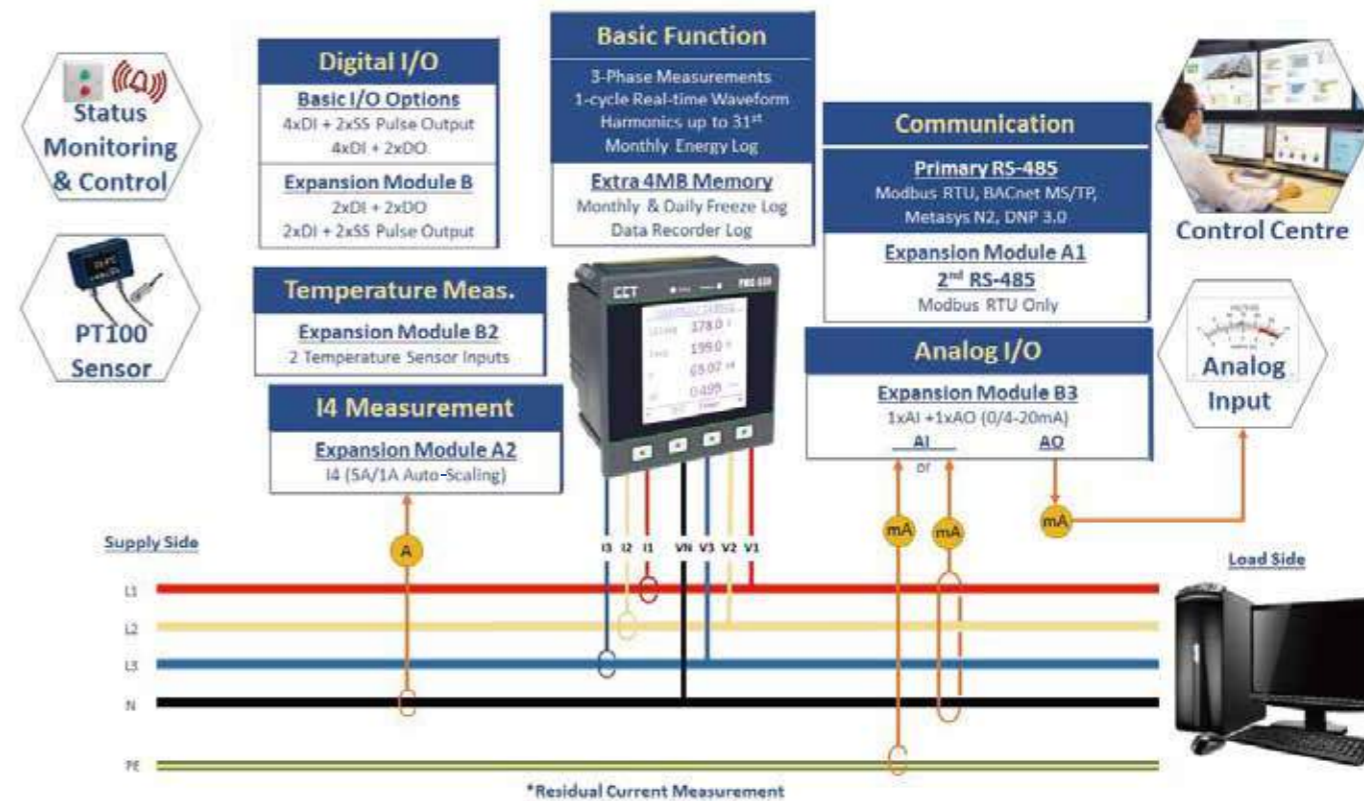 Status
Monitoring
& Control
PT100
Sensor
Digital I/O
Basic I/O Options
4xDI + 2xSS Pulse Output
4xDI + 2xDO
Expansion Module B
2xDI + 2xDO
2xDI + 2xSS Pulse Output
Temperature Meas.
Expansion Module B2
2 Temperature Sensor Inputs
I4 Measurement
Expansion Module A2
I4 (5A/1A Auto-Scaling)
Basic Function
3-Phase Measurements
1-cycle Real-time Waveform
Harmonics up to 31st
Monthly Energy Log
Extra 4MB Memory
Monthly & Daily Freeze Log
Data Recorder Log
CET
378.0
199.0
Communication
Primary RS-485
Modbus RTU, BACnet MS/TP,
Metasys N2, DNP 3.0
Expansion Module A1
2nd RS-485
Modbus RTU Only
Analog I/O
Expansion Module B3
1xAI +1xAO (0/4-20mA)
AI AO
or
Control Centre
Analog
Input
A mA mA mA
Supply Side
I3 I2 I1 VN V3 V2 V1
Load Side
L1
L2
L3
N
PE
*Residual Current Measurement